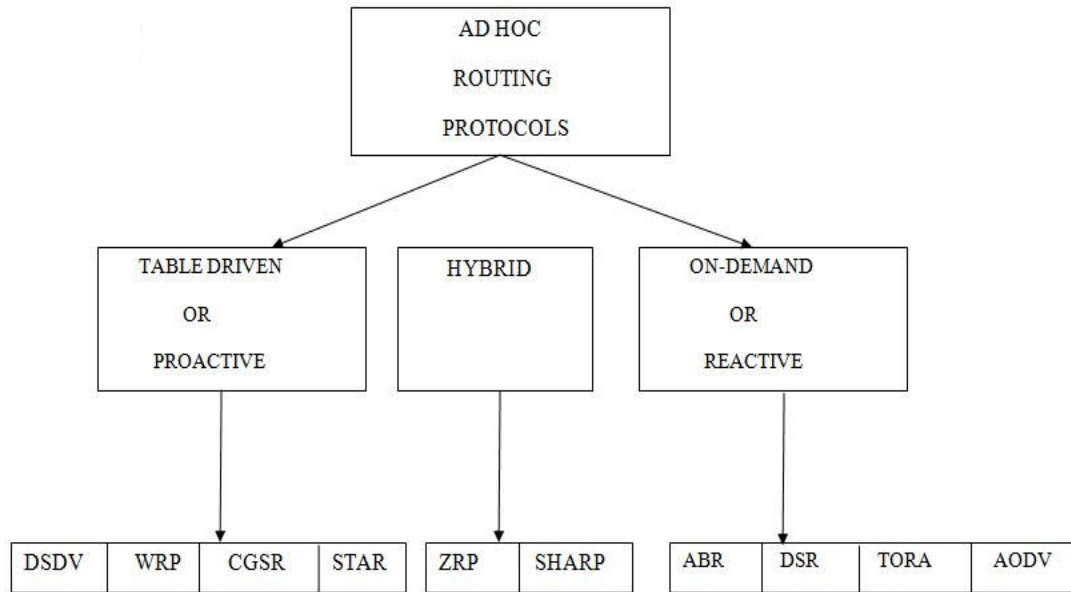 AD HOC
ROUTING
PROTOCOLS
TABLE DRIVEN
OR
PROACTIVE
HYBRID
ON-DEMAND
OR
REACTIVE
DSDV WRP CGSR STAR
ZRP SHARP
ABR DSR TORA AODV